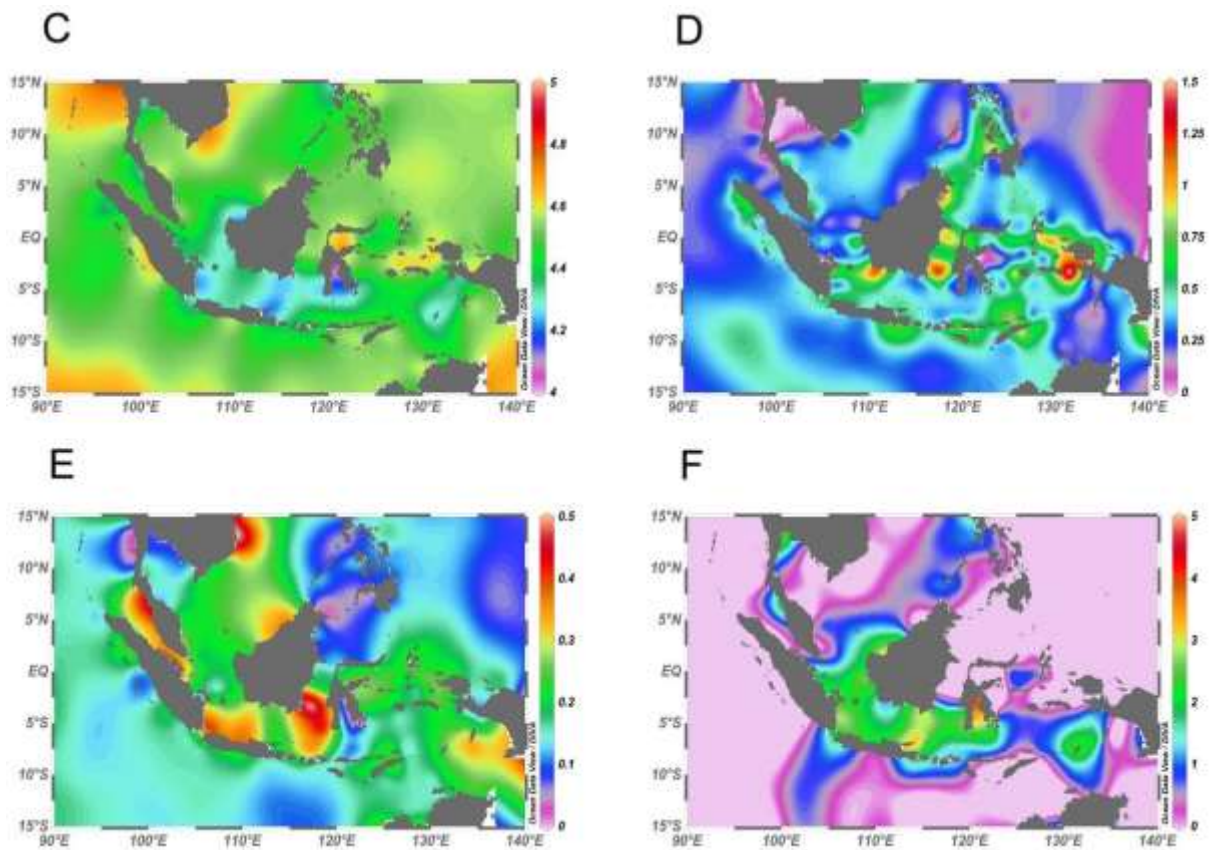 C
D
15°N
10°N
5°N
EQ
5°S
10°S
15°S
90°E
100°E
110°E
120°E
130°E
140°E
5
4.8
4.6
4.4
4.2
4
Ocean Data View / DIVA
15°N
10°N
5°N
EQ
5°S
10°S
15°S
90°E
100°E
110°E
120°E
130°E
140°E
1.5
1.25
1
0.75
0.5
0.25
0
Ocean Data View / DIVA
E
F
15°N
10°N
5°N
EQ
5°S
10°S
15°S
90°E
100°E
110°E
120°E
130°E
140°E
0.5
0.4
0.3
0.2
0.1
0
Ocean Data View / DIVA
15°N
10°N
5°N
EQ
5°S
10°S
15°S
90°E
100°E
110°E
120°E
130°E
140°E
5
4
3
2
1
0
Ocean Data View / DIVA